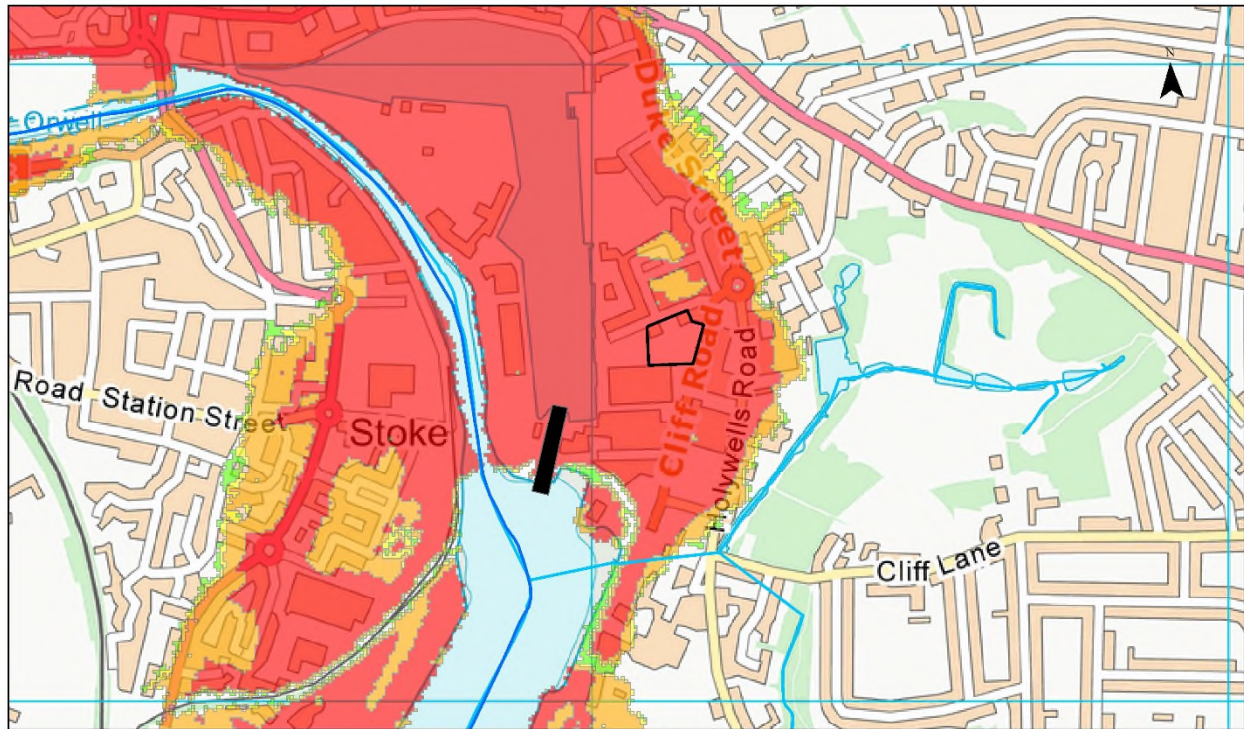 N
Orwell
Duke Street
Cliff Road
Holywells Road
Road Station Street
Stoke
Cliff Lane